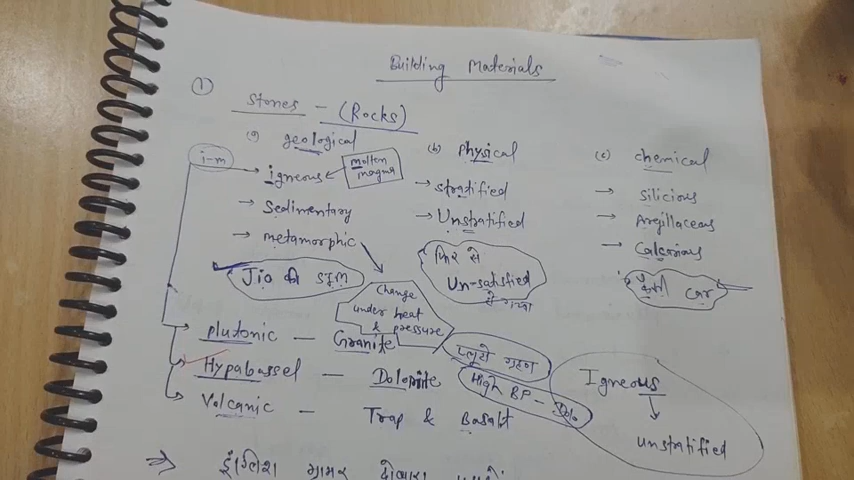 Building Materials
①
Stones - (Rocks)
(a) geological
(b) physical
(c) chemical
i-m
→ igneous
molten
magma
→ Sedimentary
→ metamorphic
→ stratified
→ Unstratified
→ Silicious
→ Argillaceous
→ Calcerious
Jio की SIM
change
under heat
& pressure
फिर से
Un-satisfied
हो गया
car
Plutonic — Granite
प्लूटो ग्रहण
Hypabassel — Dolomite
High BP - Dolo
Volcanic — Trap & Basalt
Igneous
↓
unstratified
⇒ इंग्लिश ग्रामर दोबारा